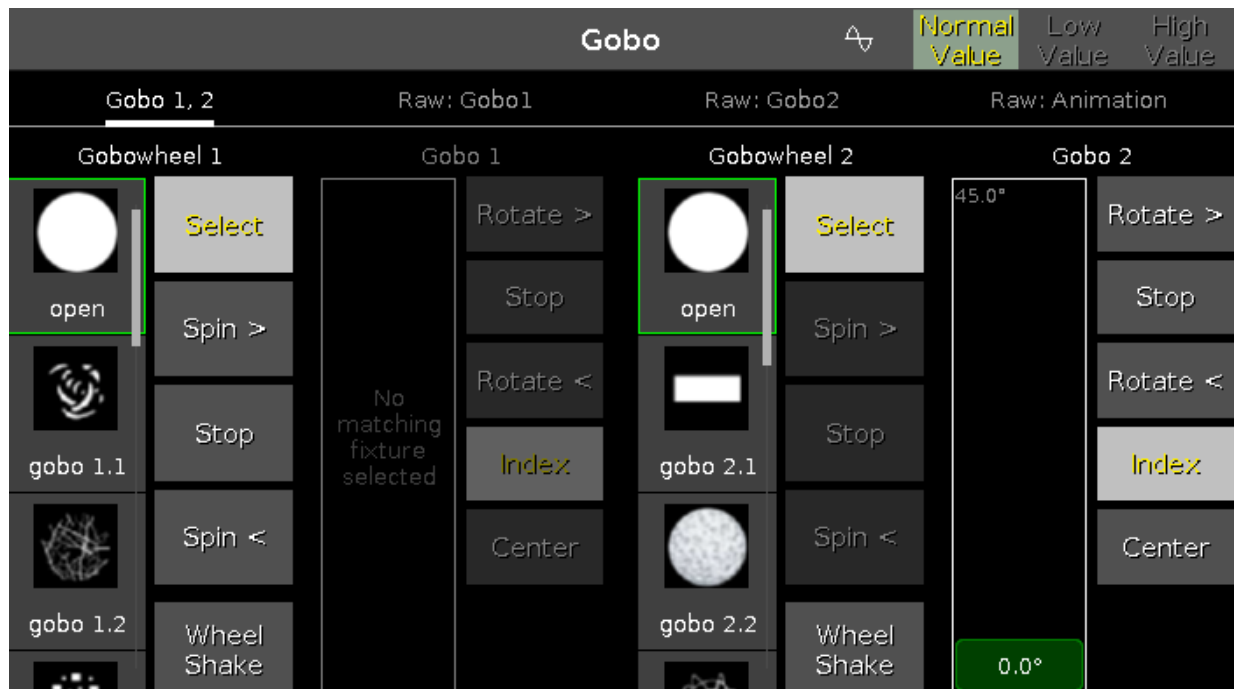 Gobo
Normal Value
Low Value
High Value
Gobo 1, 2
Raw: Gobo1
Raw: Gobo2
Raw: Animation
Gobowheel 1
Gobo 1
Gobowheel 2
Gobo 2
open
gobo 1.1
gobo 1.2
Select
Spin >
Stop
Spin <
Wheel
Shake
No
matching
fixture
selected
Rotate >
Stop
Rotate <
Index
Center
open
gobo 2.1
gobo 2.2
Select
Spin >
Stop
Spin <
Wheel
Shake
45.0°
0.0°
Rotate >
Stop
Rotate <
Index
Center